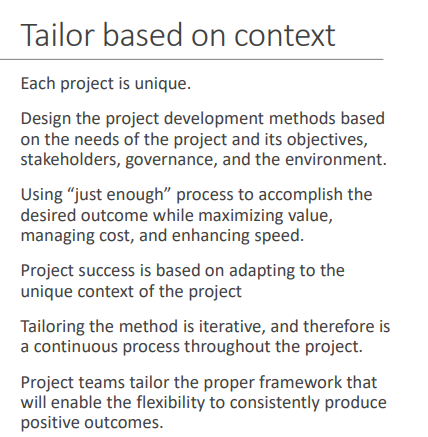 Tailor based on context
Each project is unique.
Design the project development methods based
on the needs of the project and its objectives,
stakeholders, governance, and the environment.
Using “just enough” process to accomplish the
desired outcome while maximizing value,
managing cost, and enhancing speed.
Project success is based on adapting to the
unique context of the project
Tailoring the method is iterative, and therefore is
a continuous process throughout the project.
Project teams tailor the proper framework that
will enable the flexibility to consistently produce
positive outcomes.